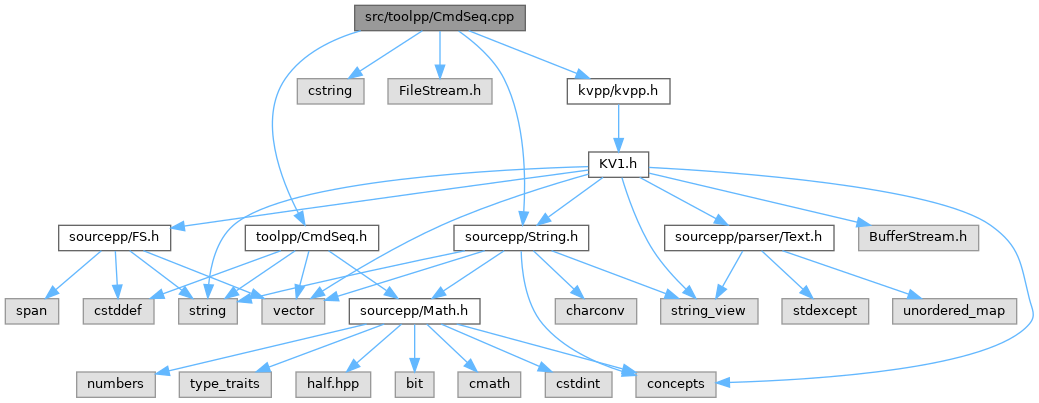 src/toolpp/CmdSeq.cpp
cstring
FileStream.h
kvpp/kvpp.h
KV1.h
sourcepp/FS.h
toolpp/CmdSeq.h
sourcepp/String.h
sourcepp/parser/Text.h
BufferStream.h
span
cstddef
string
vector
sourcepp/Math.h
charconv
string_view
stdexcept
unordered_map
numbers
type_traits
half.hpp
bit
cmath
cstdint
concepts